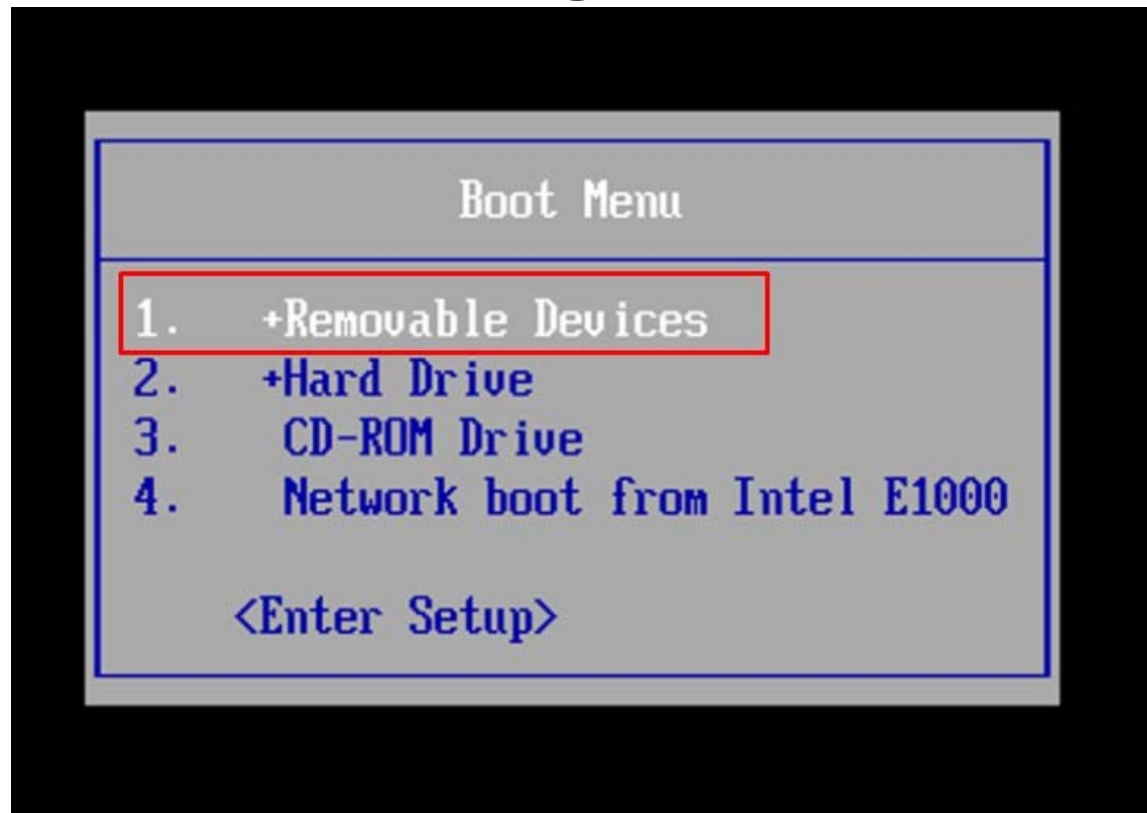 Boot Menu
1. +Removable Devices
2. +Hard Drive
3. CD-ROM Drive
4. Network boot from Intel E1000
<Enter Setup>